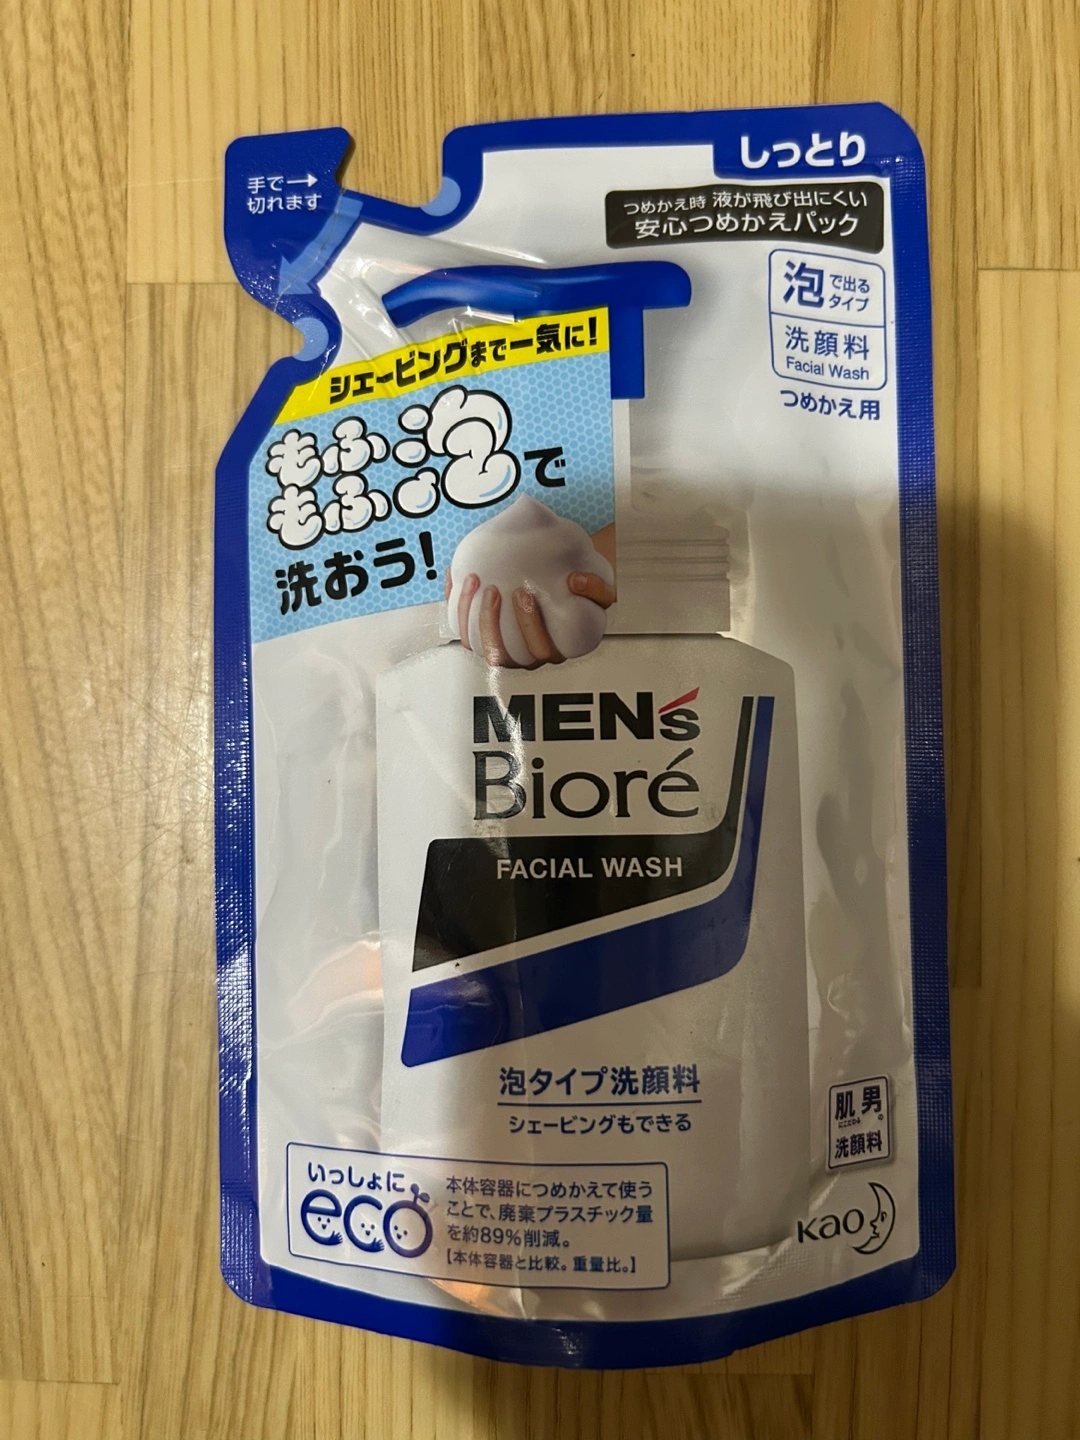 しっとり
手で→
切れます
つめかえ時 液が飛び出にくい
安心つめかえパック
泡で出る
タイプ
洗顔料
Facial Wash
つめかえ用
シェービングまで一気に!
もふもふ泡で
洗おう!
MEN's
Bioré
FACIAL WASH
泡タイプ洗顔料
シェービングもできる
男
肌にこだわる。
洗顔料
いっしょに
eco
本体容器につめかえて使う
ことで、廃棄プラスチック量
を約89%削減。
【本体容器と比較。重量比。】
Kao